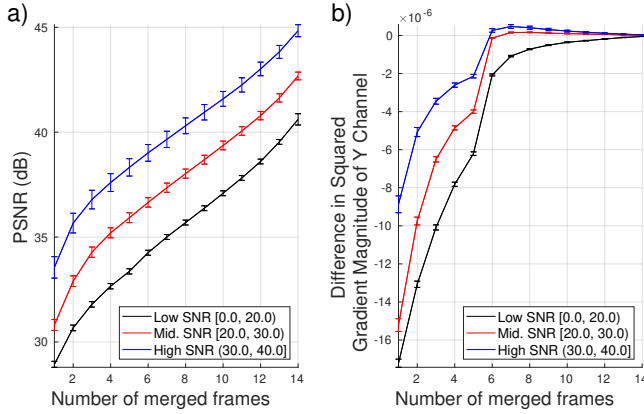 a)
45
40
35
30
PSNR (dB)
2 4 6 8 10 12 14
Number of merged frames
Low SNR [0.0, 20.0)
Mid. SNR [20.0, 30.0)
High SNR (30.0, 40.0]
b)
×10⁻⁶
0
-2
-4
-6
-8
-10
-12
-14
-16
Difference in Squared
Gradient Magnitude of Y Channel
2 4 6 8 10 12 14
Number of merged frames
Low SNR [0.0, 20.0)
Mid. SNR [20.0, 30.0)
High SNR (30.0, 40.0]